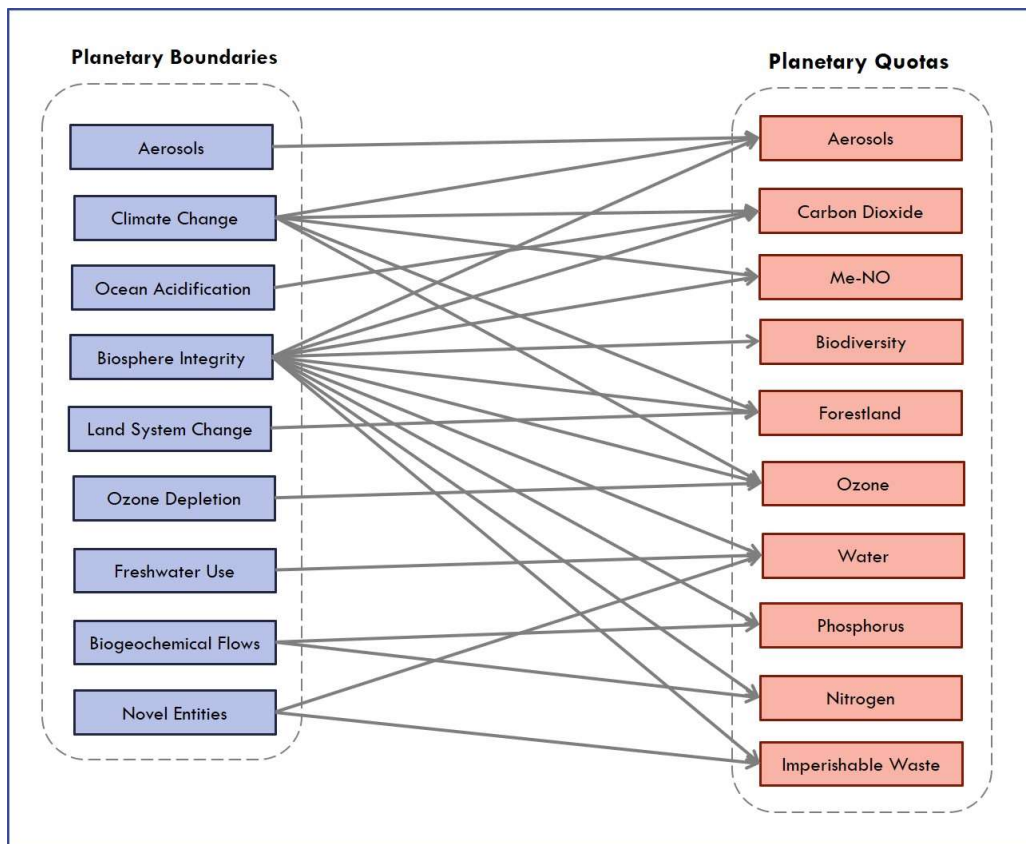 Planetary Boundaries
Aerosols
Climate Change
Ocean Acidification
Biosphere Integrity
Land System Change
Ozone Depletion
Freshwater Use
Biogeochemical Flows
Novel Entities
Planetary Quotas
Aerosols
Carbon Dioxide
Me-NO
Biodiversity
Forestland
Ozone
Water
Phosphorus
Nitrogen
Imperishable Waste